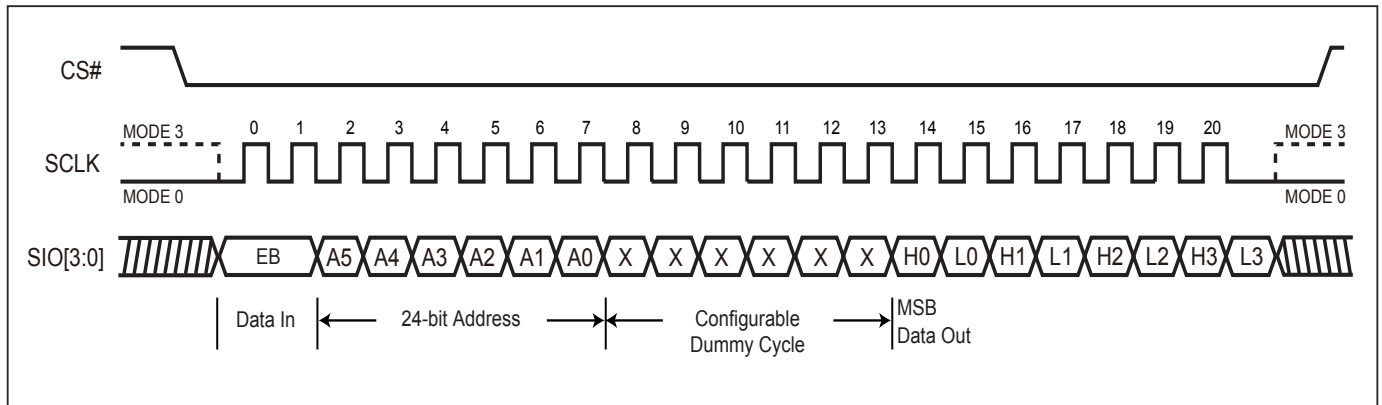 CS#
MODE 3 0 1 2 3 4 5 6 7 8 9 10 11 12 13 14 15 16 17 18 19 20 MODE 3
SCLK
MODE 0 MODE 0
SIO[3:0] EB A5 A4 A3 A2 A1 A0 X X X X X X H0 L0 H1 L1 H2 L2 H3 L3
Data In 24-bit Address Configurable MSB
Dummy Cycle Data Out